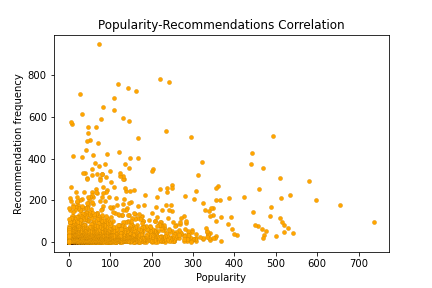 Popularity-Recommendations Correlation
Recommendation frequency
800
600
400
200
0
0 100 200 300 400 500 600 700
Popularity